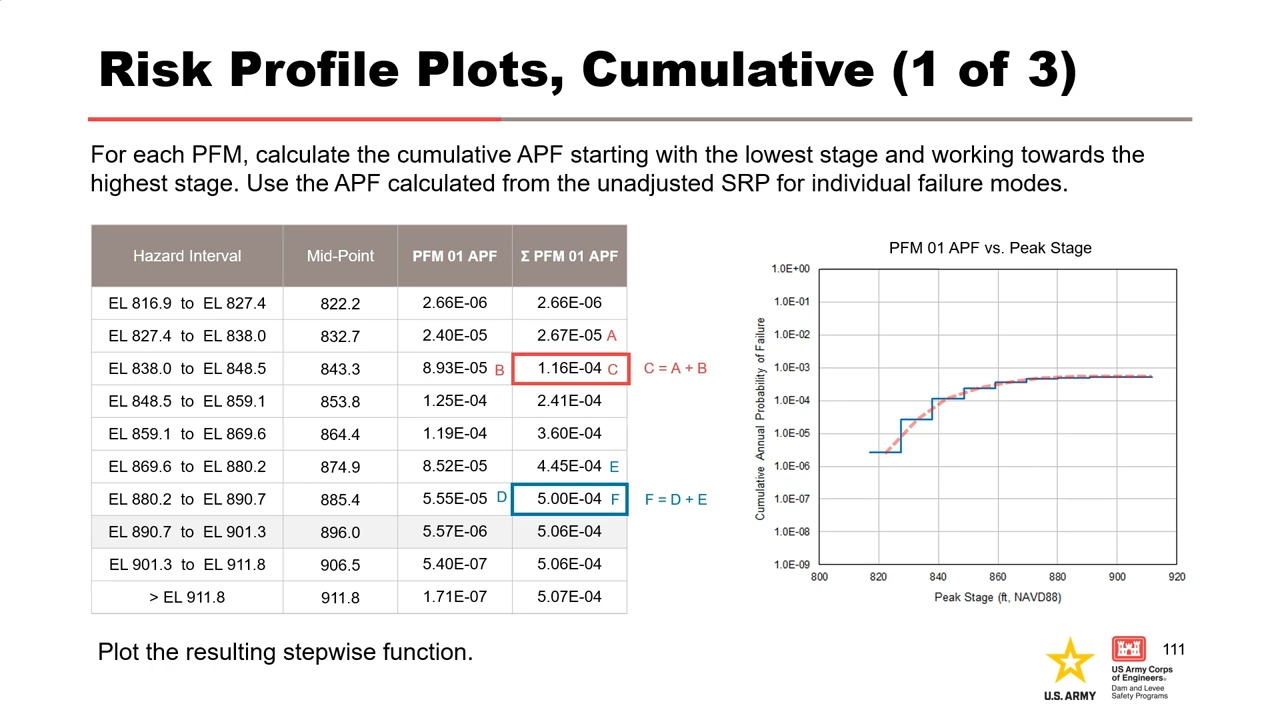 Risk Profile Plots, Cumulative (1 of 3)
For each PFM, calculate the cumulative APF starting with the lowest stage and working towards the
highest stage. Use the APF calculated from the unadjusted SRP for individual failure modes.
Hazard Interval Mid-Point PFM 01 APF Σ PFM 01 APF
EL 816.9 to EL 827.4 822.2 2.66E-06 2.66E-06
EL 827.4 to EL 838.0 832.7 2.40E-05 2.67E-05 A
EL 838.0 to EL 848.5 843.3 8.93E-05 B 1.16E-04 C C = A + B
EL 848.5 to EL 859.1 853.8 1.25E-04 2.41E-04
EL 859.1 to EL 869.6 864.4 1.19E-04 3.60E-04
EL 869.6 to EL 880.2 874.9 8.52E-05 4.45E-04 E
EL 880.2 to EL 890.7 885.4 5.55E-05 D 5.00E-04 F F = D + E
EL 890.7 to EL 901.3 896.0 5.57E-06 5.06E-04
EL 901.3 to EL 911.8 906.5 5.40E-07 5.06E-04
> EL 911.8 911.8 1.71E-07 5.07E-04
PFM 01 APF vs. Peak Stage
Cumulative Annual Probability of Failure
1.0E+00
1.0E-01
1.0E-02
1.0E-03
1.0E-04
1.0E-05
1.0E-06
1.0E-07
1.0E-08
1.0E-09
800 820 840 860 880 900 920
Peak Stage (ft, NAVD88)
Plot the resulting stepwise function.
U.S. ARMY
US Army Corps
of Engineers®
Dam and Levee
Safety Programs
111